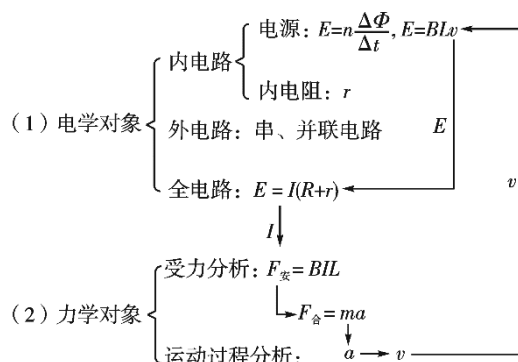 电源：E=n ΔΦ/Δt, E=BLv
内电路
内电阻：r
（1）电学对象
外电路：串、并联电路
E
v
全电路：E=I(R+r)
I
受力分析：F安=BIL
（2）力学对象
F合=ma
运动过程分析： a v